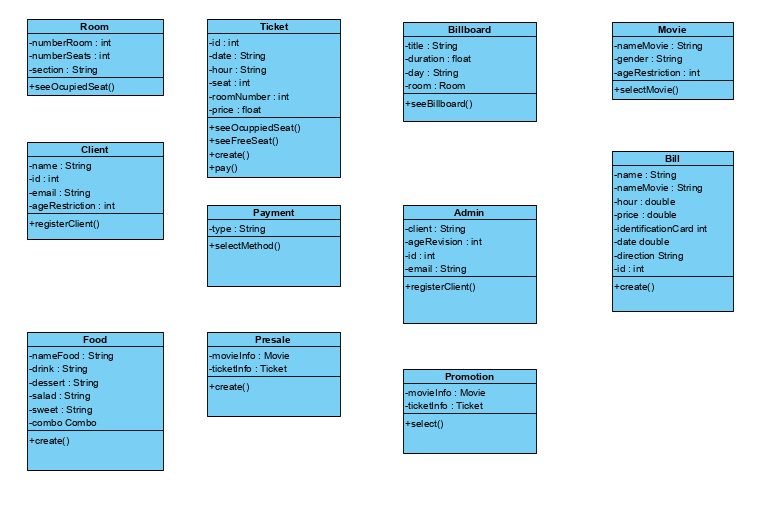 Room
-numberRoom : int
-numberSeats : int
-section : String
+seeOcupiedSeat()
Ticket
-id : int
-date : String
-hour : String
-seat : int
-roomNumber : int
-price : float
+seeOcuppiedSeat()
+seeFreeSeat()
+create()
+pay()
Billboard
-title : String
-duration : float
-day : String
-room : Room
+seeBillboard()
Movie
-nameMovie : String
-gender : String
-ageRestriction : int
+selectMovie()
Client
-name : String
-id : int
-email : String
-ageRestriction : int
+registerClient()
Payment
-type : String
+selectMethod()
Admin
-client : String
-ageRevision : int
-id : int
-email : String
+registerClient()
Bill
-name : String
-nameMovie : String
-hour : double
-price : double
-identificationCard int
-date double
-direction String
-id : int
+create()
Food
-nameFood : String
-drink : String
-dessert : String
-salad : String
-sweet : String
-combo Combo
+create()
Presale
-movieInfo : Movie
-ticketInfo : Ticket
+create()
Promotion
-movieInfo : Movie
-ticketInfo : Ticket
+select()